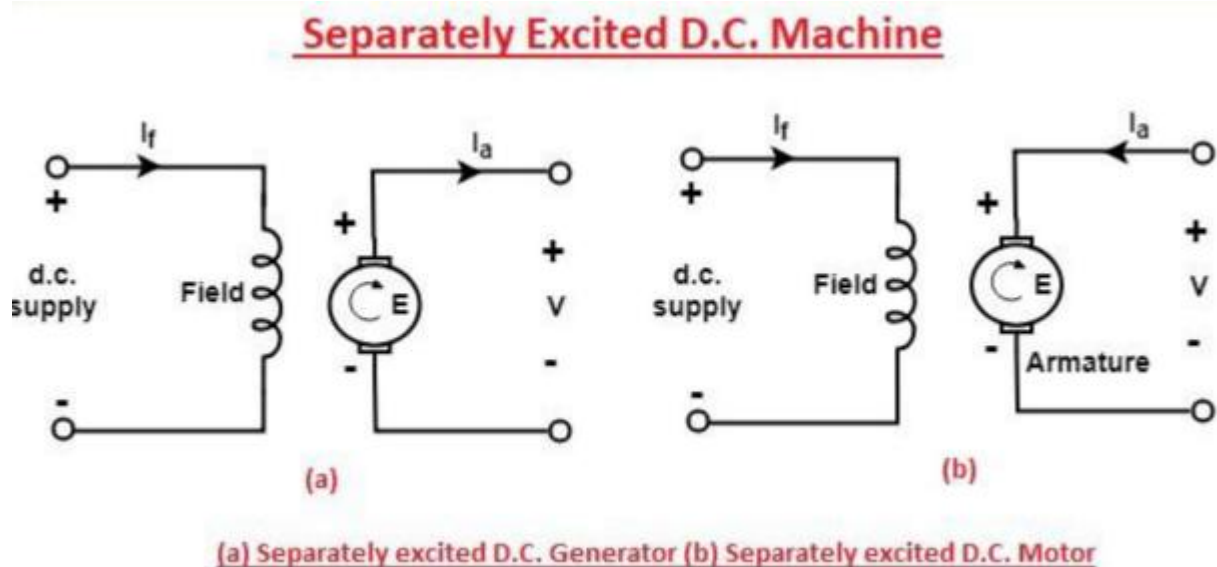 Separately Excited D.C. Machine
If
Ia
+
+
+
d.c.
supply
Field
E
V
-
-
-
(a)
If
Ia
+
+
+
d.c.
supply
Field
E
V
-
-
-
Armature
(b)
(a) Separately excited D.C. Generator (b) Separately excited D.C. Motor